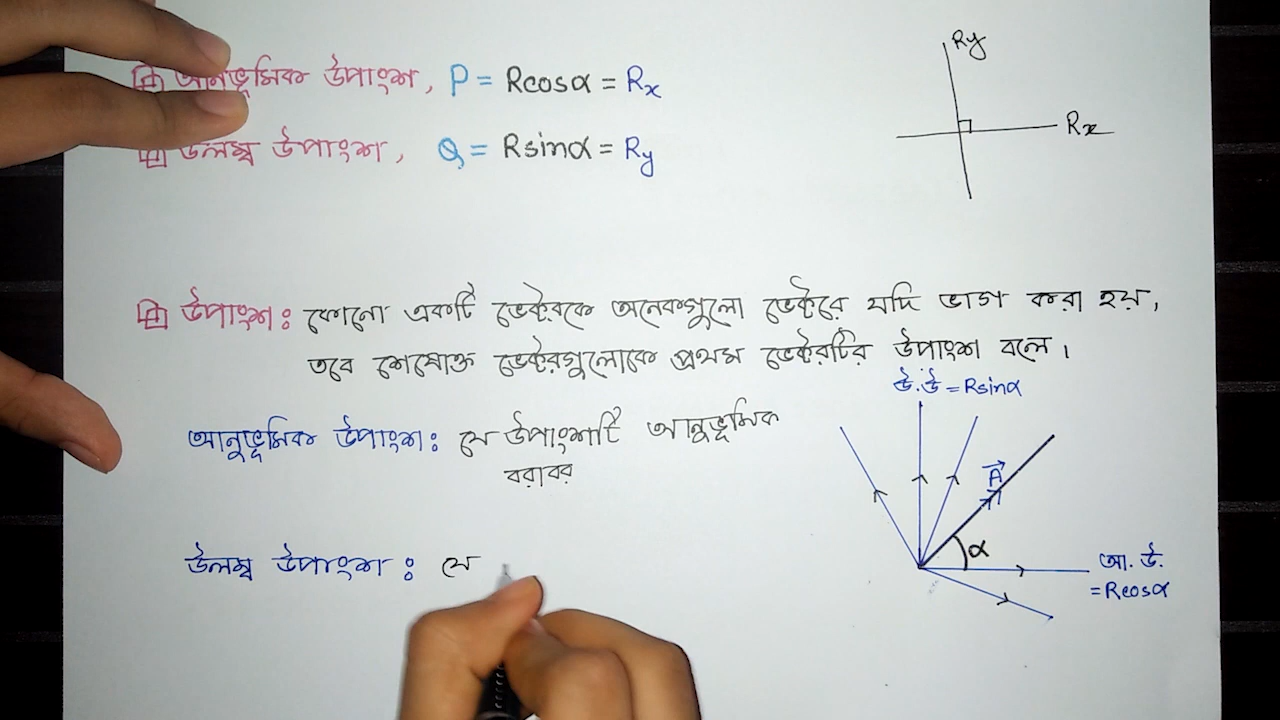 আনুভূমিক উপাংশ, P = Rcosα = Rx
উলম্ব উপাংশ, Q = Rsinα = Ry
Ry
Rx
উপাংশ: কোনো একটি ভেক্টরকে অনেকগুলো ভেক্টরে যদি ভাগ করা হয়,
তবে শেষোক্ত ভেক্টরগুলোকে প্রথম ভেক্টরটির উপাংশ বলে।
আনুভূমিক উপাংশ: যে উপাংশটি আনুভূমিক
বরাবর
উলম্ব উপাংশ: যে
উ.উ = Rsinα
A
α
আ. উ.
= Rcosα